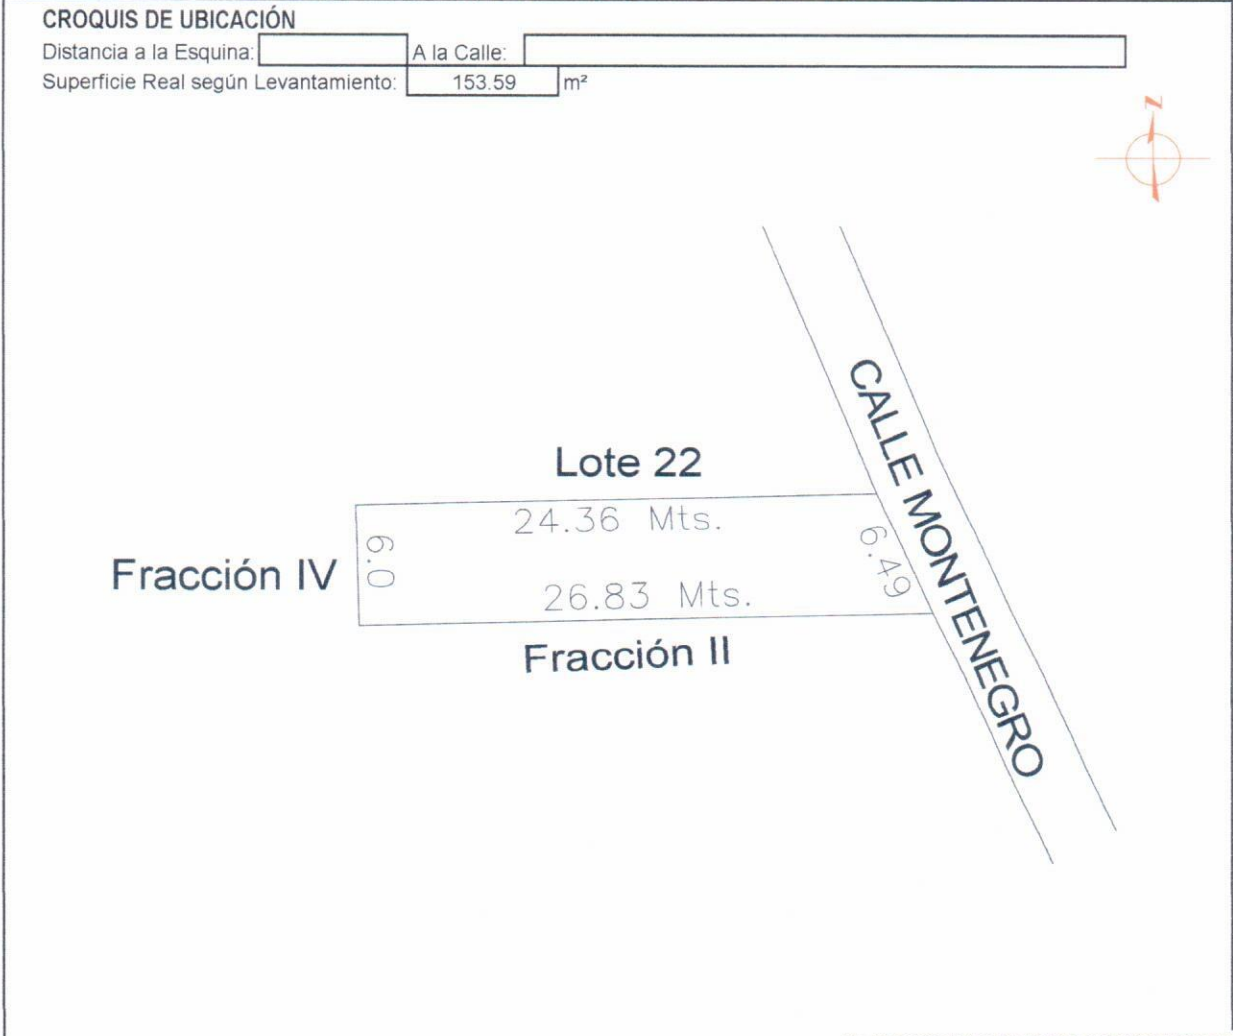 CROQUIS DE UBICACIÓN
Distancia a la Esquina: A la Calle:
Superficie Real según Levantamiento: 153.59 m²
N
CALLE MONTENEGRO
Lote 22
24.36 Mts.
6.0
6.49
Fracción IV
26.83 Mts.
Fracción II